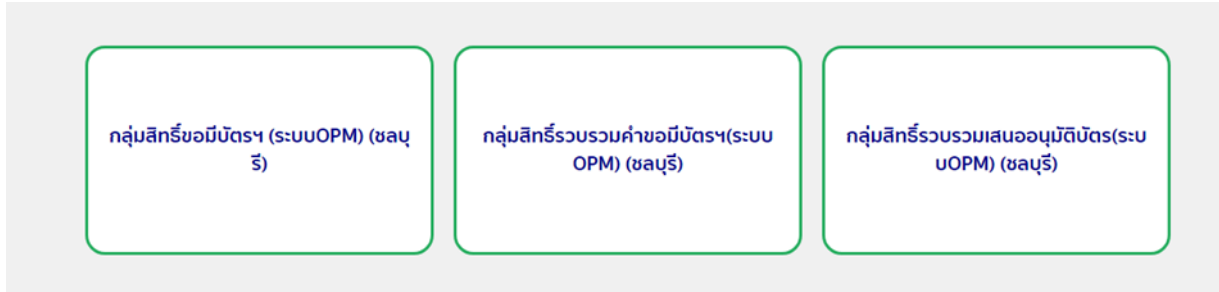 กลุ่มสิทธิ์ขอมีบัตรฯ (ระบบOPM) (ชลบุ
รี)
กลุ่มสิทธิ์รวบรวมคำขอมีบัตรฯ(ระบบ
OPM) (ชลบุรี)
กลุ่มสิทธิ์รวบรวมเสนออนุมัติบัตร(ระบ
บOPM) (ชลบุรี)